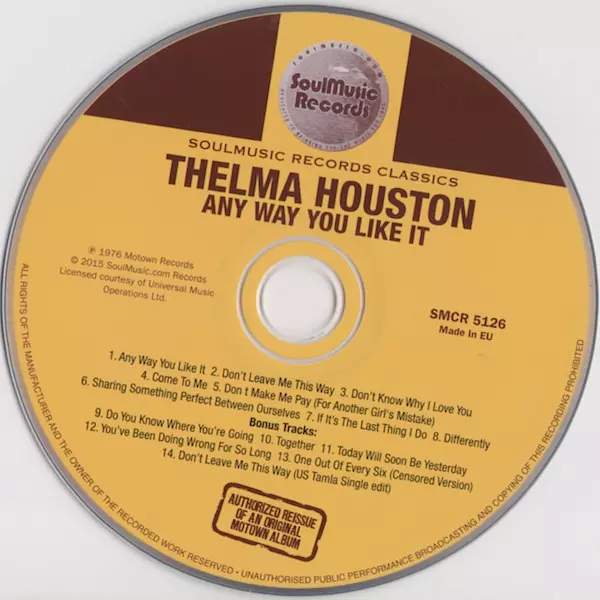 SOULMUSIC.COM
SoulMusic
Records
SOULMUSIC RECORDS CLASSICS
THELMA HOUSTON
ANY WAY YOU LIKE IT
℗ 1976 Motown Records
© 2015 SoulMusic.com Records
Licensed courtesy of Universal Music
Operations Ltd.
SMCR 5126
Made In EU
1. Any Way You Like It 2. Don't Leave Me This Way 3. Don't Know Why I Love You
4. Come To Me 5. Don t Make Me Pay (For Another Girl's Mistake)
6. Sharing Something Perfect Between Ourselves 7. If It's The Last Thing I Do 8. Differently
Bonus Tracks:
9. Do You Know Where You're Going 10. Together 11. Today Will Soon Be Yesterday
12. You've Been Doing Wrong For So Long 13. One Out Of Every Six (Censored Version)
14. Don't Leave Me This Way (US Tamla Single edit)
AUTHORIZED REISSUE
OF AN ORIGINAL
MOTOWN ALBUM
ALL RIGHTS OF THE MANUFACTURER AND THE OWNER OF THE RECORDED WORK RESERVED - UNAUTHORISED PUBLIC PERFORMANCE BROADCASTING AND COPYING OF THIS RECORDING PROHIBITED